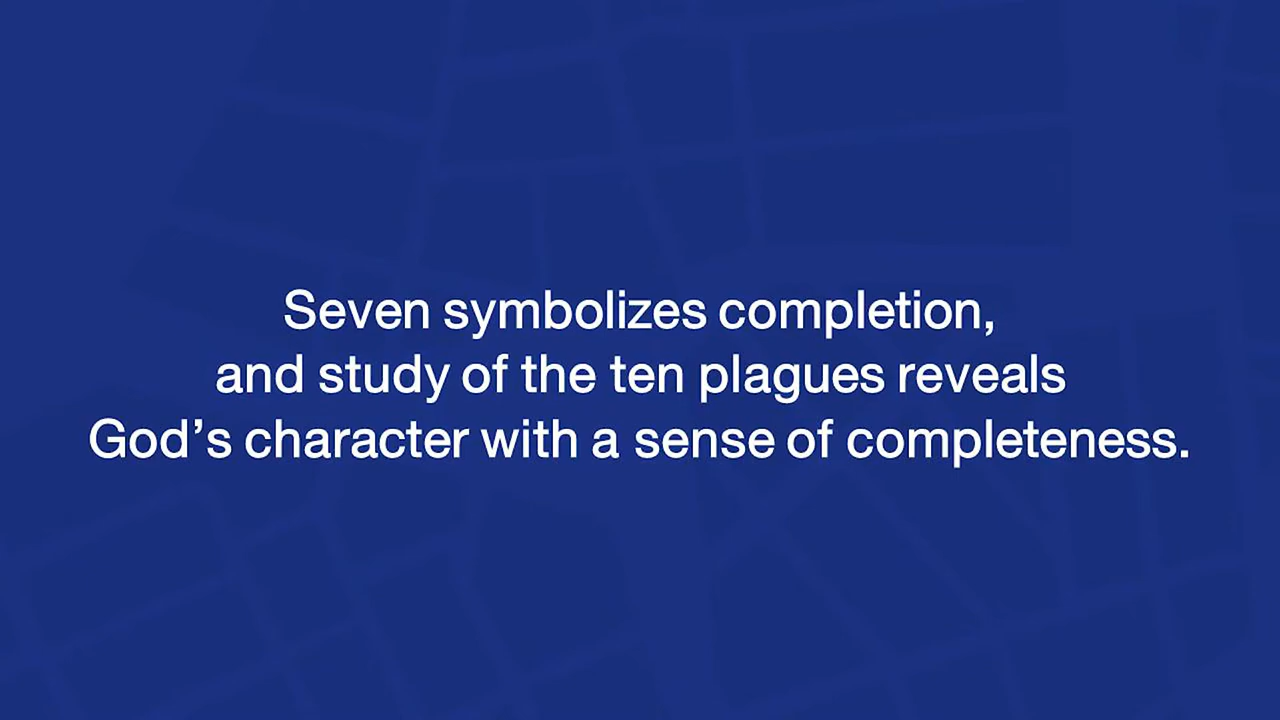 Seven symbolizes completion,
and study of the ten plagues reveals
God’s character with a sense of completeness.